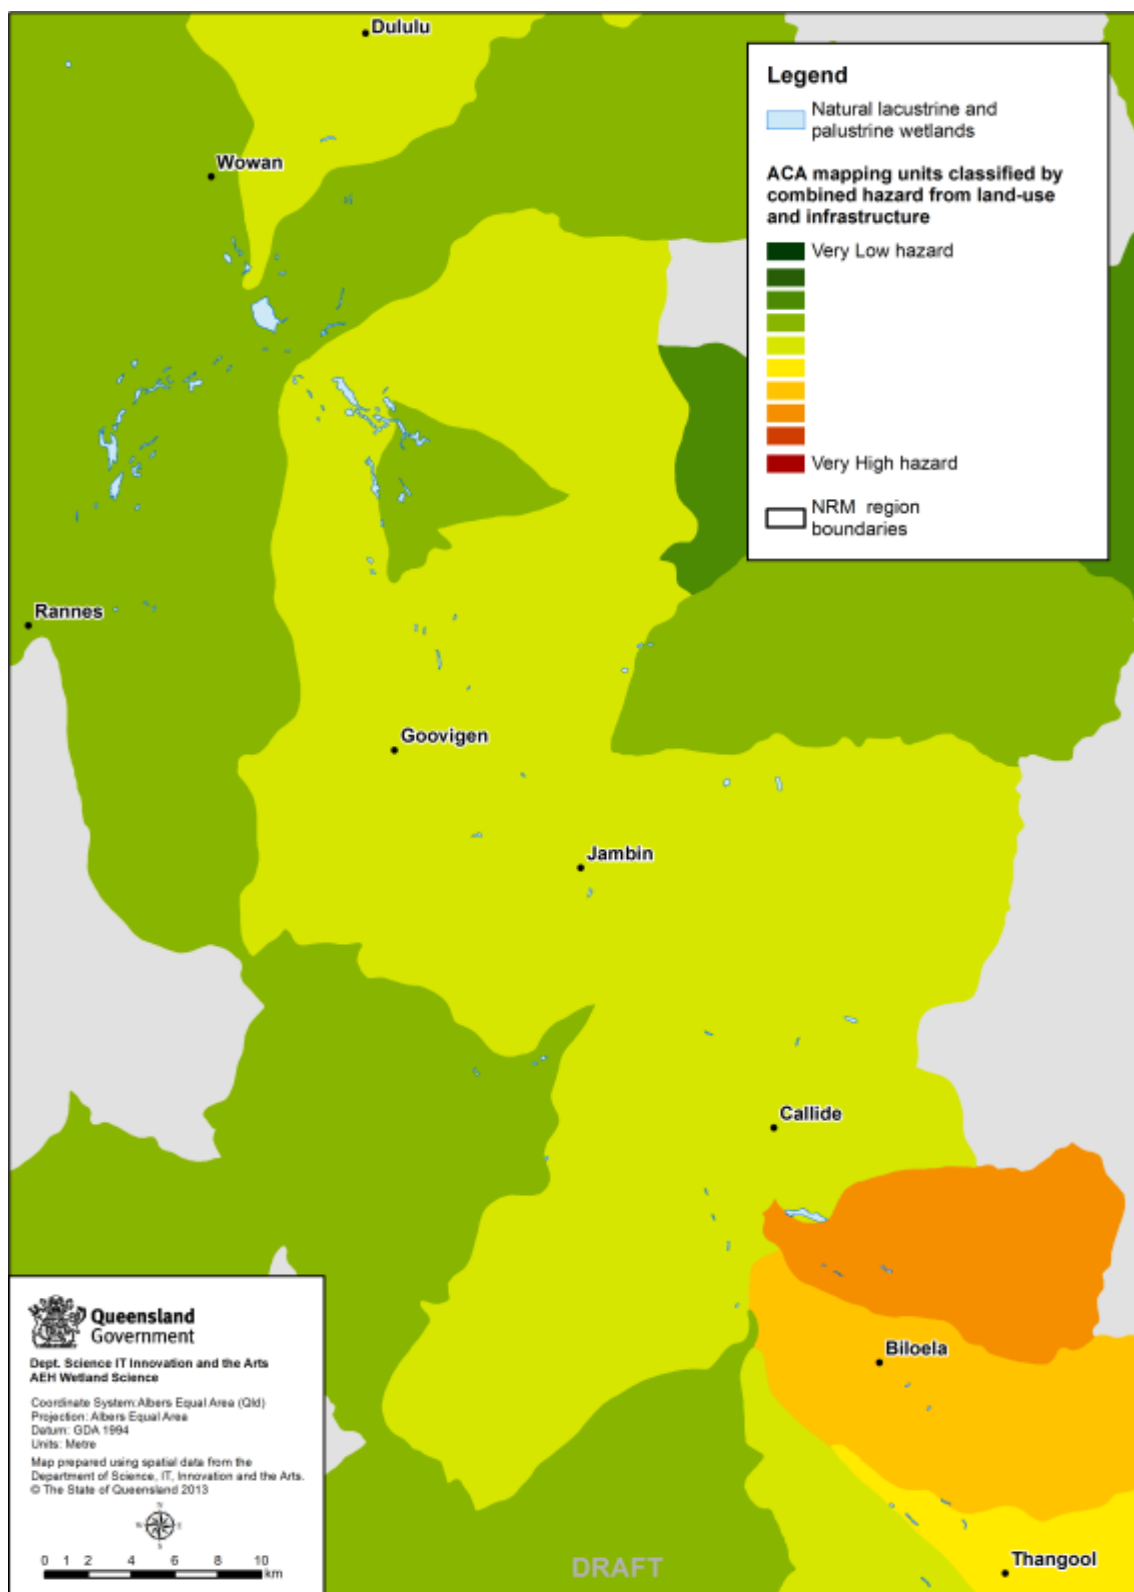 Dululu
Legend
Natural lacustrine and
palustrine wetlands
Wowan
ACA mapping units classified by
combined hazard from land-use
and infrastructure
Very Low hazard
Very High hazard
NRM region
boundaries
Rannes
Goovigen
Jambin
Callide
Queensland
Government
Dept. Science IT Innovation and the Arts
AEH Wetland Science
Coordinate System:Albers Equal Area (Qld)
Projection: Albers Equal Area
Datum: GDA 1994
Units: Metre
Map prepared using spatial data from the
Department of Science, IT, Innovation and the Arts.
© The State of Queensland 2013
N
W E
S
0 1 2 4 6 8 10
km
Biloela
DRAFT
Thangool